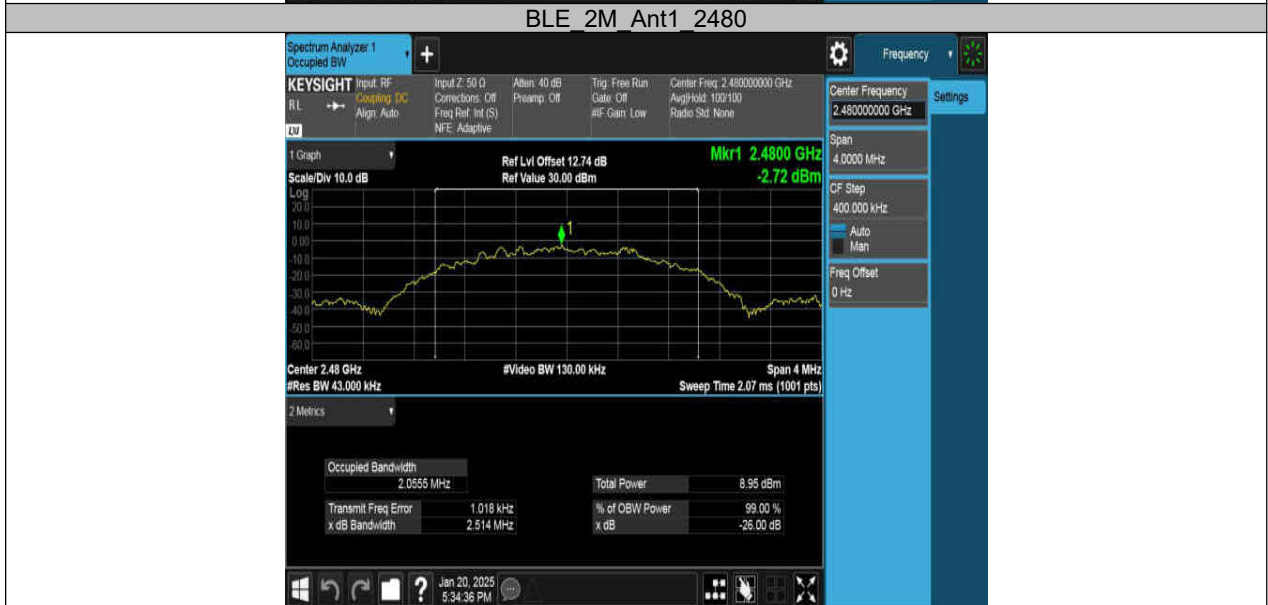 BLE_2M_Ant1_2480
Spectrum Analyzer 1
Occupied BW
+
Frequency
KEYSIGHT
RL
LXI
Input: RF
Coupling: DC
Align: Auto
Input Z: 50 Ω
Corrections: Off
Freq Ref: Int (S)
NFE: Adaptive
Atten: 40 dB
Preamp: Off
Trig: Free Run
Gate: Off
#IF Gain: Low
Center Freq: 2.480000000 GHz
Avg|Hold: 100/100
Radio Std: None
Center Frequency
2.480000000 GHz
Settings
Span
4.0000 MHz
CF Step
400.000 kHz
Auto
Man
Freq Offset
0 Hz
1 Graph
Ref Lvl Offset 12.74 dB
Mkr1 2.4800 GHz
Scale/Div 10.0 dB
Ref Value 30.00 dBm
-2.72 dBm
Log
20.0
10.0
0.00
-10.0
-20.0
-30.0
-40.0
-50.0
-60.0
1
Center 2.48 GHz
#Video BW 130.00 kHz
Span 4 MHz
#Res BW 43.000 kHz
Sweep Time 2.07 ms (1001 pts)
2 Metrics
Occupied Bandwidth
2.0555 MHz
Total Power 8.95 dBm
Transmit Freq Error 1.018 kHz
% of OBW Power 99.00 %
x dB Bandwidth 2.514 MHz
x dB -26.00 dB
?
Jan 20, 2025
5:34:36 PM